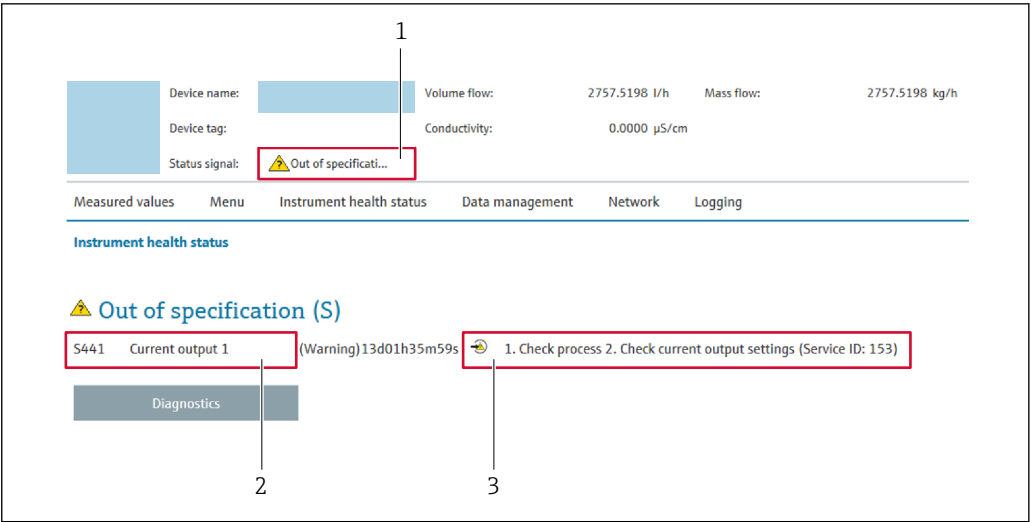 1
Device name: Volume flow: 2757.5198 l/h Mass flow: 2757.5198 kg/h
Device tag: Conductivity: 0.0000 µS/cm
Status signal: Out of specificati...
Measured values Menu Instrument health status Data management Network Logging
Instrument health status
Out of specification (S)
S441 Current output 1 (Warning)13d01h35m59s 1. Check process 2. Check current output settings (Service ID: 153)
Diagnostics
2 3